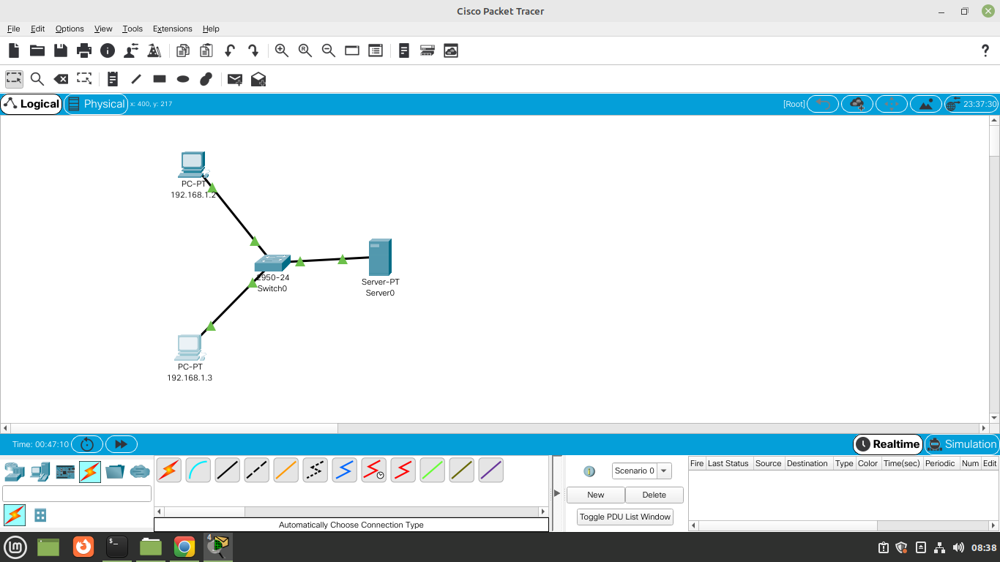 Cisco Packet Tracer
File Edit Options View Tools Extensions Help
Logical Physical x: 400, y: 217 [Root] 23:37:30
PC-PT
192.168.1.2
2950-24
Switch0
Server-PT
Server0
PC-PT
192.168.1.3
Time: 00:47:10 Realtime Simulation
Scenario 0
New Delete
Toggle PDU List Window
Fire Last Status Source Destination Type Color Time(sec) Periodic Num Edit
Automatically Choose Connection Type
4
08:38